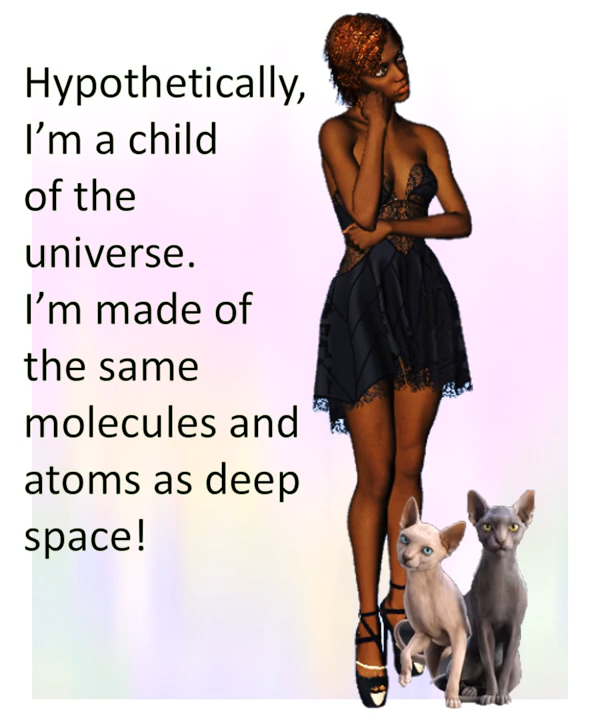 Hypothetically,
I’m a child
of the
universe.
I’m made of
the same
molecules and
atoms as deep
space!